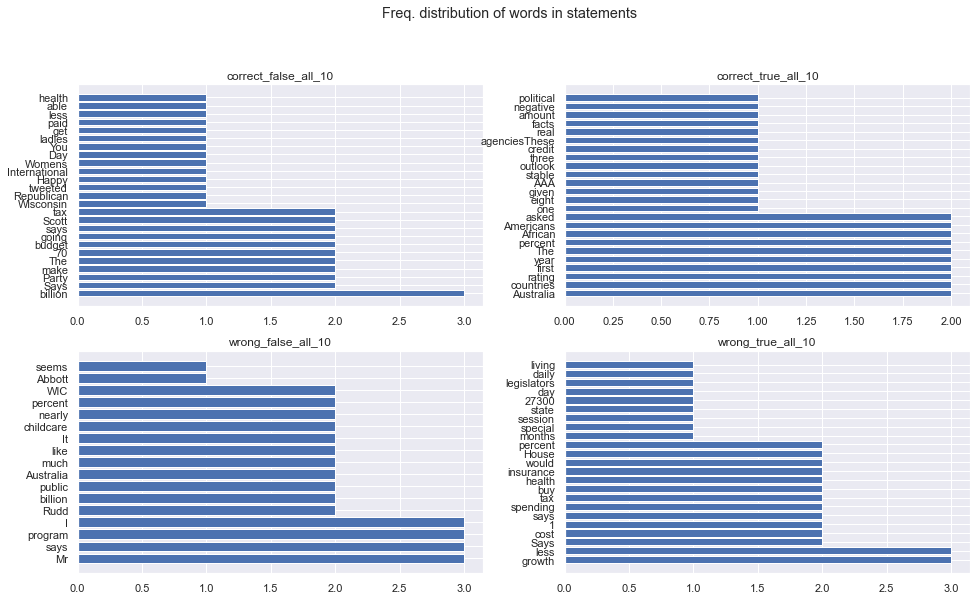 Freq. distribution of words in statements
correct_false_all_10
health
able
less
paid
get
ladies
You
Day
Womens
International
Happy
tweeted
Republican
Wisconsin
tax
Scott
says
going
budget
70
The
make
Party
Says
billion
0.0 0.5 1.0 1.5 2.0 2.5 3.0
correct_true_all_10
political
negative
amount
facts
real
agenciesThese
credit
three
outlook
stable
AAA
given
eight
one
asked
Americans
African
percent
The
year
first
rating
countries
Australia
0.00 0.25 0.50 0.75 1.00 1.25 1.50 1.75 2.00
wrong_false_all_10
seems
Abbott
WIC
percent
nearly
childcare
It
like
much
Australia
public
billion
Rudd
I
program
says
Mr
0.0 0.5 1.0 1.5 2.0 2.5 3.0
wrong_true_all_10
living
daily
legislators
day
27300
state
session
special
months
percent
House
would
insurance
health
buy
tax
spending
says
1
cost
Says
less
growth
0.0 0.5 1.0 1.5 2.0 2.5 3.0